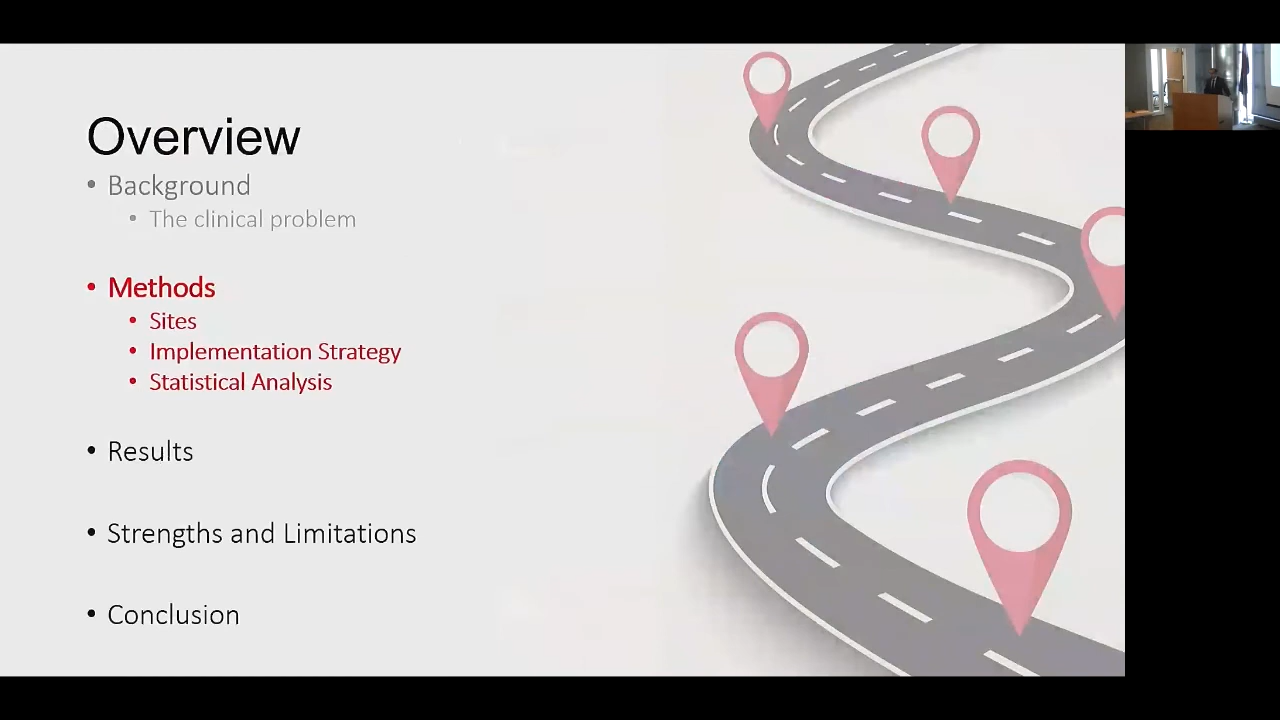 Overview
• Background
• The clinical problem
• Methods
• Sites
• Implementation Strategy
• Statistical Analysis
• Results
• Strengths and Limitations
• Conclusion